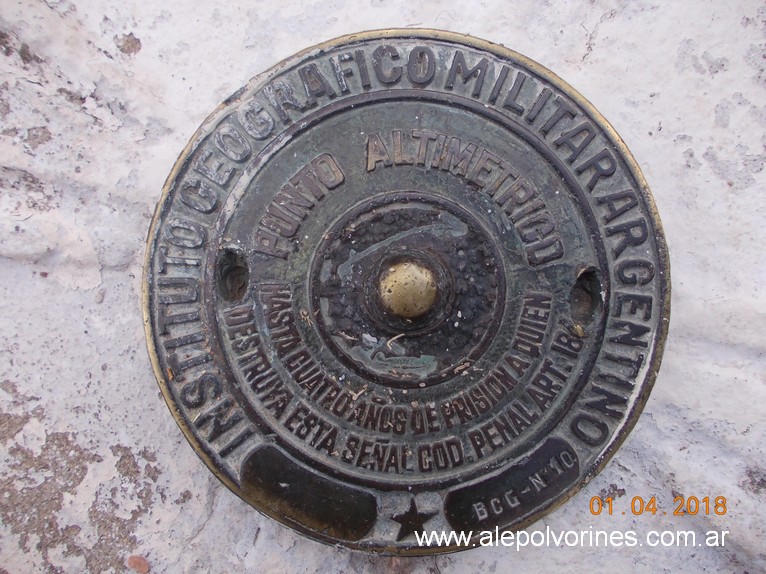 INSTITUTO GEOGRÁFICO MILITAR ARGENTINO
PUNTO ALTIMETRICO
HASTA CUATRO AÑOS DE PRISION A QUIEN
DESTRUYA ESTA SEÑAL COD. PENAL ART: 184
BCG-Nº10
01.04.2018
www.alepolvorines.com.ar